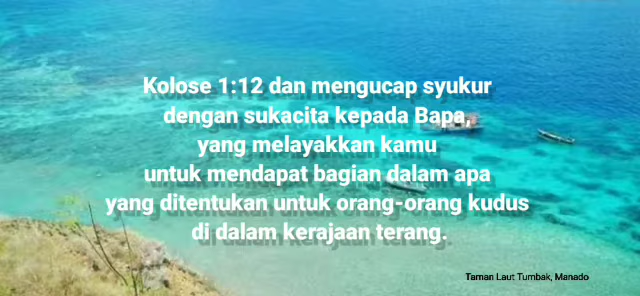 Kolose 1:12 dan mengucap syukur
dengan sukacita kepada Bapa,
yang melayakkan kamu
untuk mendapat bagian dalam apa
yang ditentukan untuk orang-orang kudus
di dalam kerajaan terang.
Taman Laut Tumbak, Manado